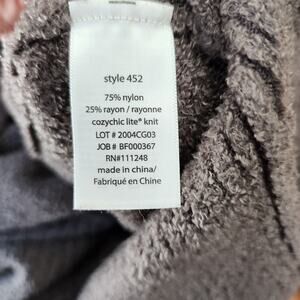 style 452
75% nylon
25% rayon / rayonne
cozychic lite® knit
LOT # 2004CG03
JOB # BF000367
RN#111248
made in china/
Fabriqué en Chine